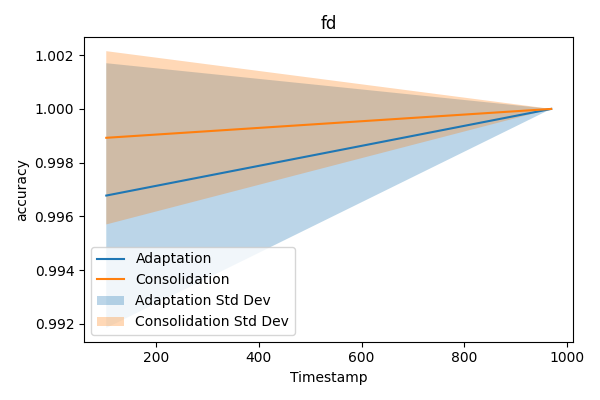 fd
1.002
1.000
0.998
0.996
0.994
0.992
accuracy
Adaptation
Consolidation
Adaptation Std Dev
Consolidation Std Dev
200 400 600 800 1000
Timestamp